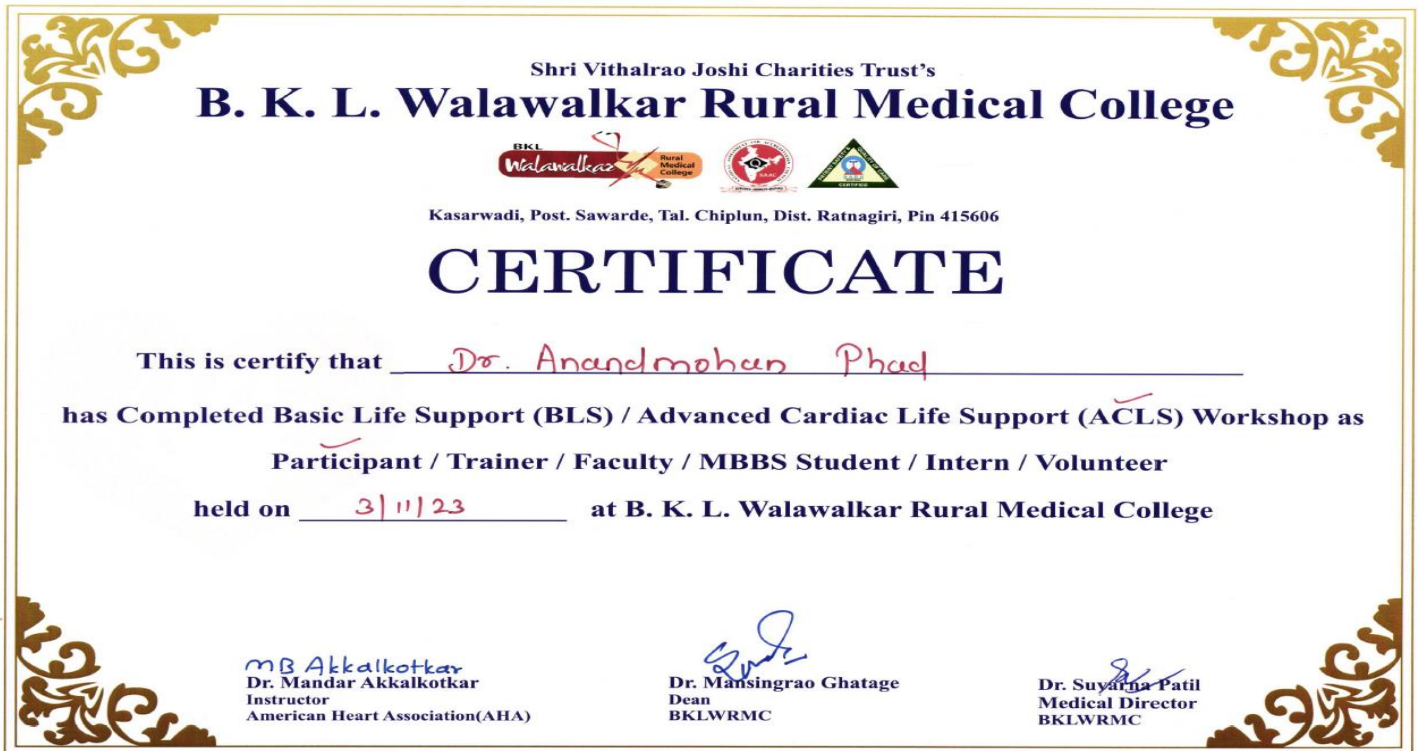 Shri Vithalrao Joshi Charities Trust's
B. K. L. Walawalkar Rural Medical College
BKL
Walawalkar
Rural
Medical
College
Kasarwadi, Post. Sawarde, Tal. Chiplun, Dist. Ratnagiri, Pin 415606
CERTIFICATE
This is certify that Dr. Anandmohan Phad
has Completed Basic Life Support (BLS) / Advanced Cardiac Life Support (ACLS) Workshop as
Participant / Trainer / Faculty / MBBS Student / Intern / Volunteer
held on 3|11|23 at B. K. L. Walawalkar Rural Medical College
MB Akkalkotkar
Dr. Mandar Akkalkotkar
Instructor
American Heart Association(AHA)
Dr. Mansingrao Ghatage
Dean
BKLWRMC
Dr. Suvarna Patil
Medical Director
BKLWRMC